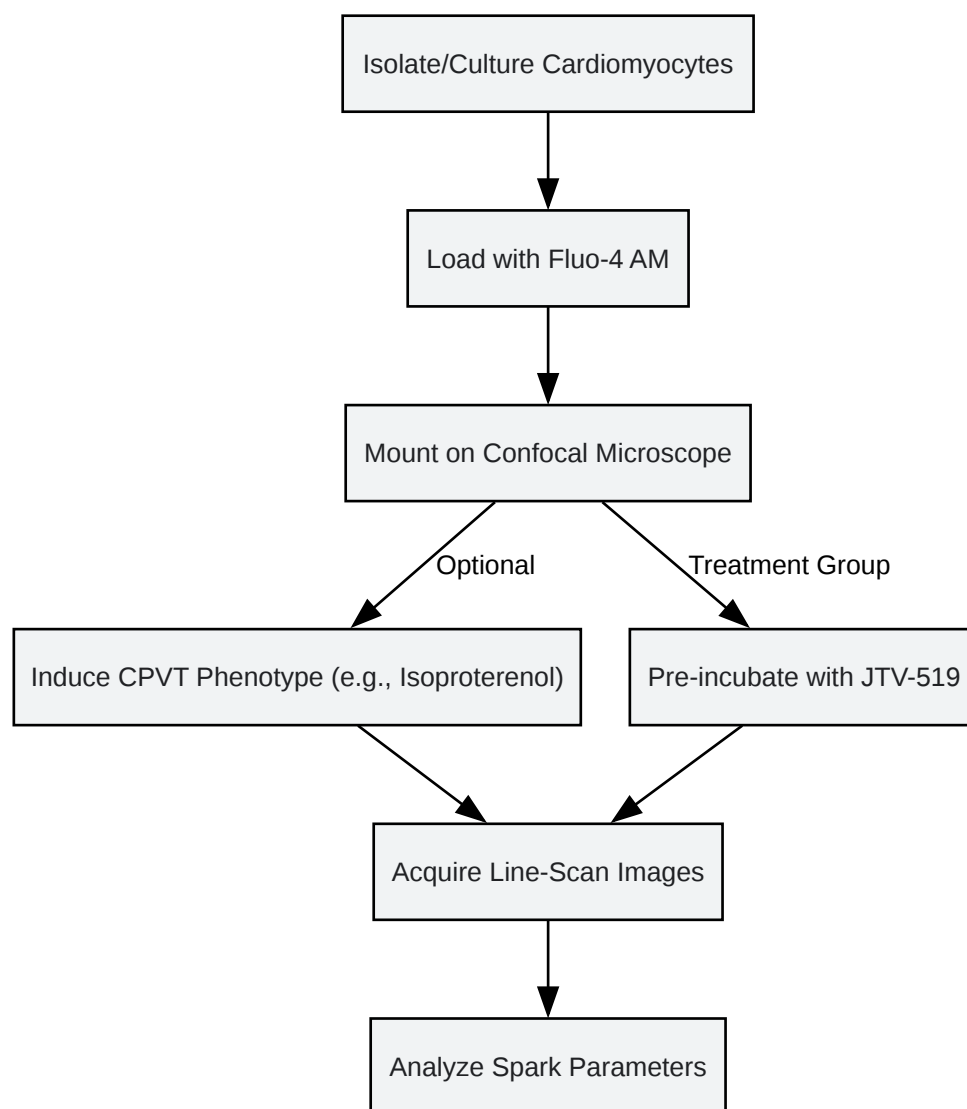 Isolate/Culture Cardiomyocytes
Load with Fluo-4 AM
Mount on Confocal Microscope
Optional
Treatment Group
Induce CPVT Phenotype (e.g., Isoproterenol)
Pre-incubate with JTV-519
Acquire Line-Scan Images
Analyze Spark Parameters